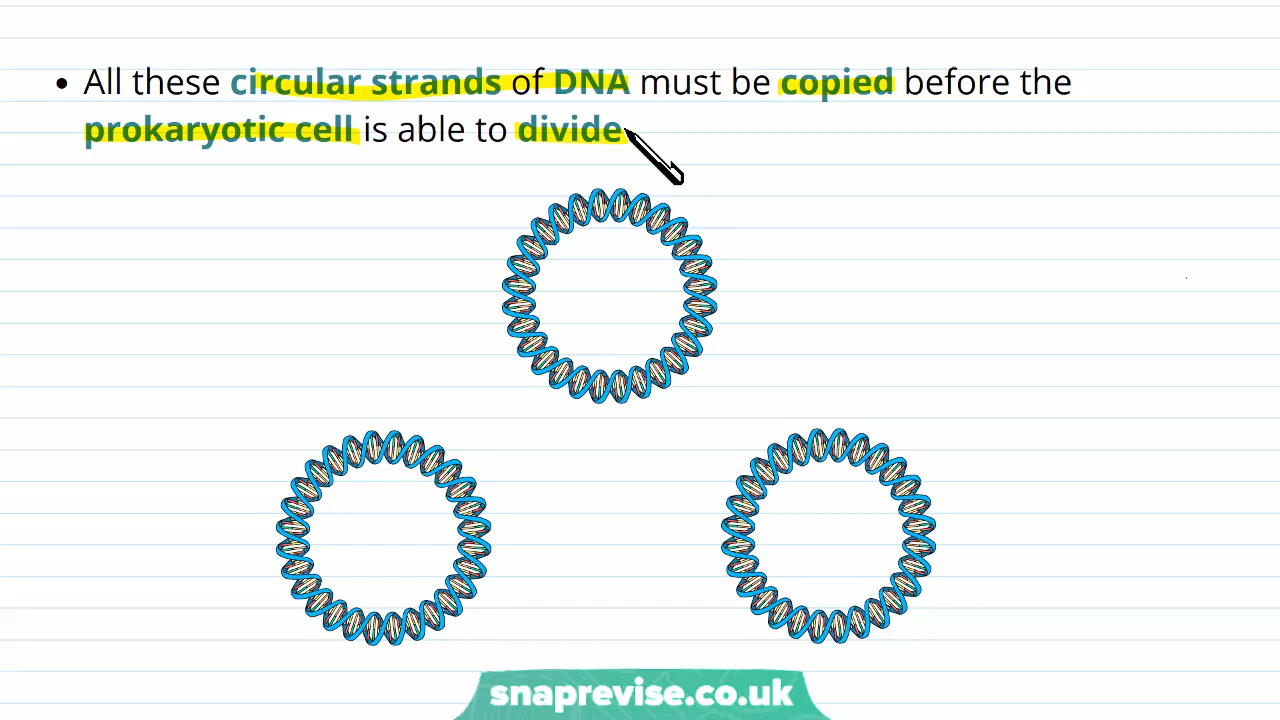 • All these circular strands of DNA must be copied before the
prokaryotic cell is able to divide
snaprevise.co.uk